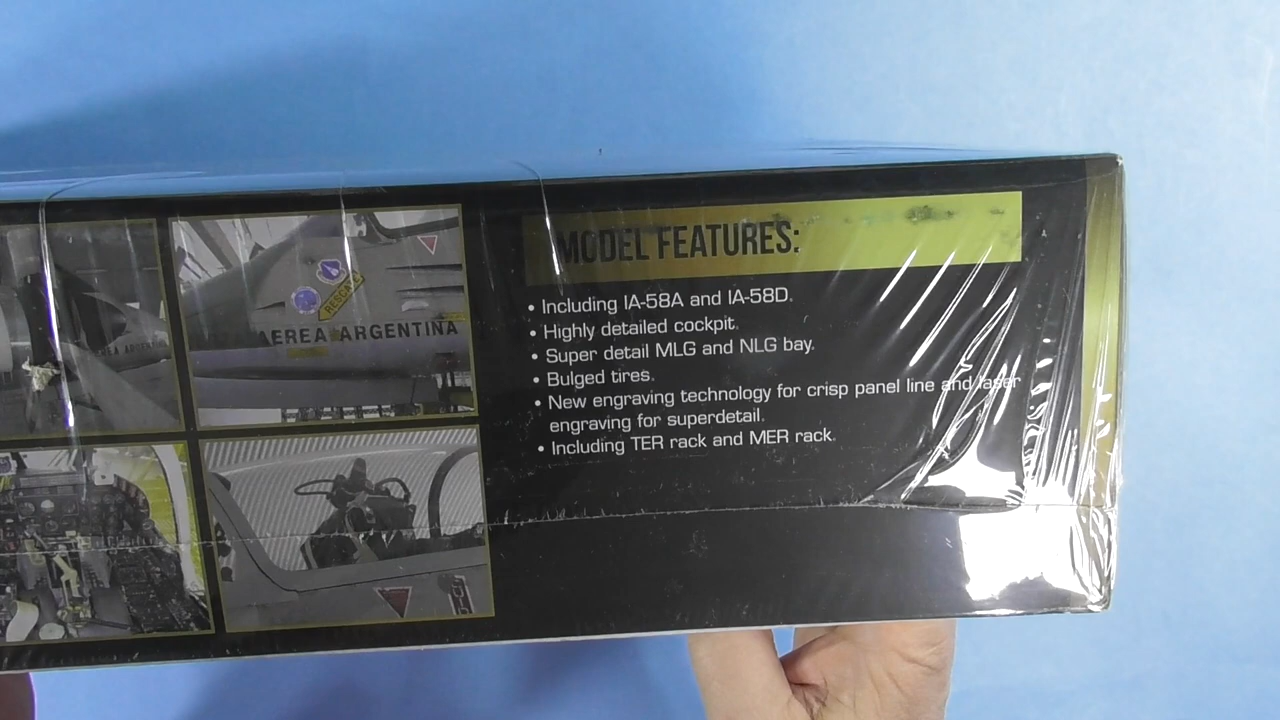 MODEL FEATURES:
• Including IA-58A and IA-58D.
• Highly detailed cockpit.
• Super detail MLG and NLG bay.
• Bulged tires.
• New engraving technology for crisp panel line and laser
engraving for superdetail.
• Including TER rack and MER rack.
RESCATE
AEREA ARGENTINA